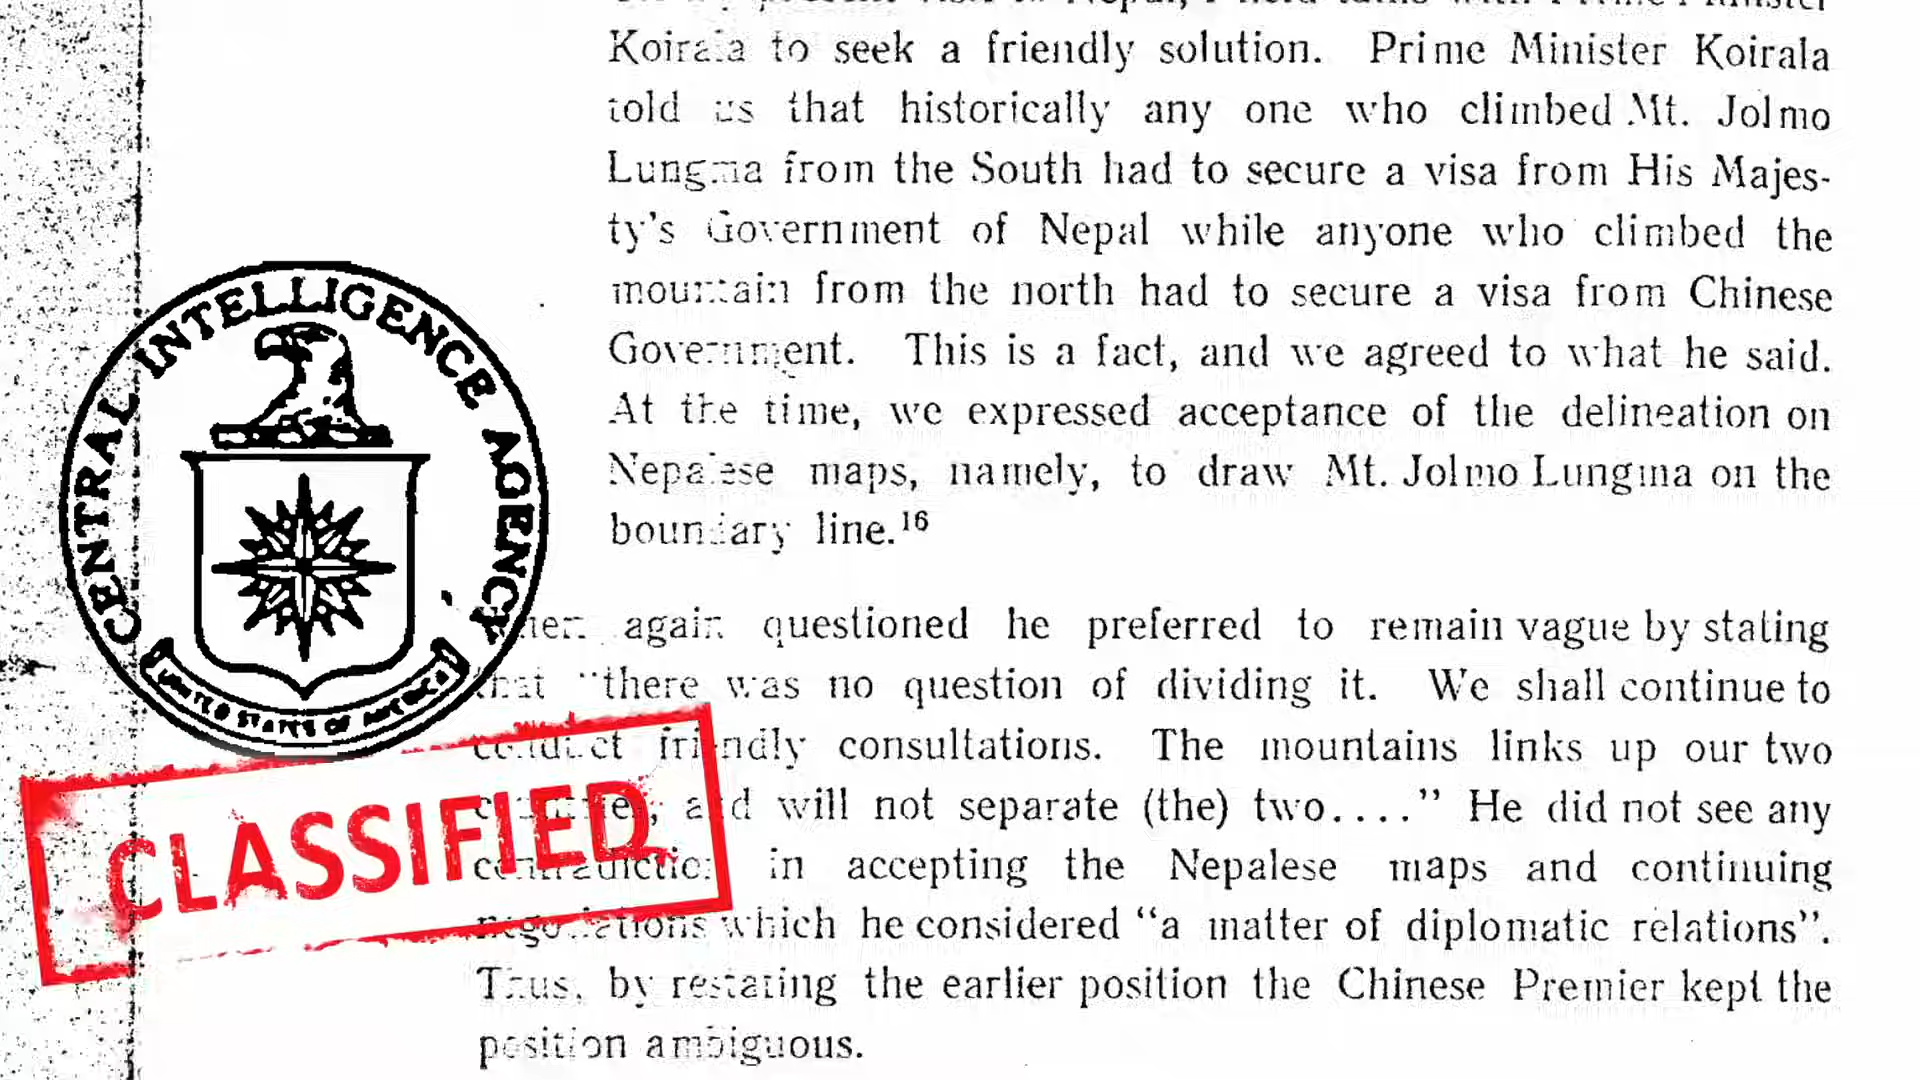 Koirala to seek a friendly solution. Prime Minister Koirala
told us that historically any one who climbed Mt. Jolmo
Lungma from the South had to secure a visa from His Majes-
ty's Government of Nepal while anyone who climbed the
mountain from the north had to secure a visa from Chinese
Government. This is a fact, and we agreed to what he said.
At the time, we expressed acceptance of the delineation on
Nepalese maps, namely, to draw Mt. Jolmo Lungma on the
boundary line.16
again questioned he preferred to remain vague by stating
that "there was no question of dividing it. We shall continue to
conduct friendly consultations. The mountains links up our two
and will not separate (the) two...." He did not see any
contradiction in accepting the Nepalese maps and continuing
negotiations which he considered "a matter of diplomatic relations".
Thus, by restating the earlier position the Chinese Premier kept the
position ambiguous.
CENTRAL INTELLIGENCE AGENCY
UNITED STATES OF AMERICA
CLASSIFIED